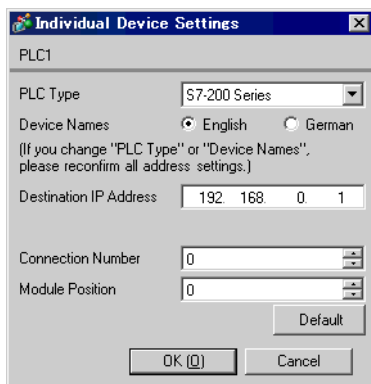 Individual Device Settings
PLC1
PLC Type S7-200 Series
Device Names English German
(If you change "PLC Type" or "Device Names",
please reconfirm all address settings.)
Destination IP Address 192. 168. 0. 1
Connection Number 0
Module Position 0
Default
OK (O) Cancel